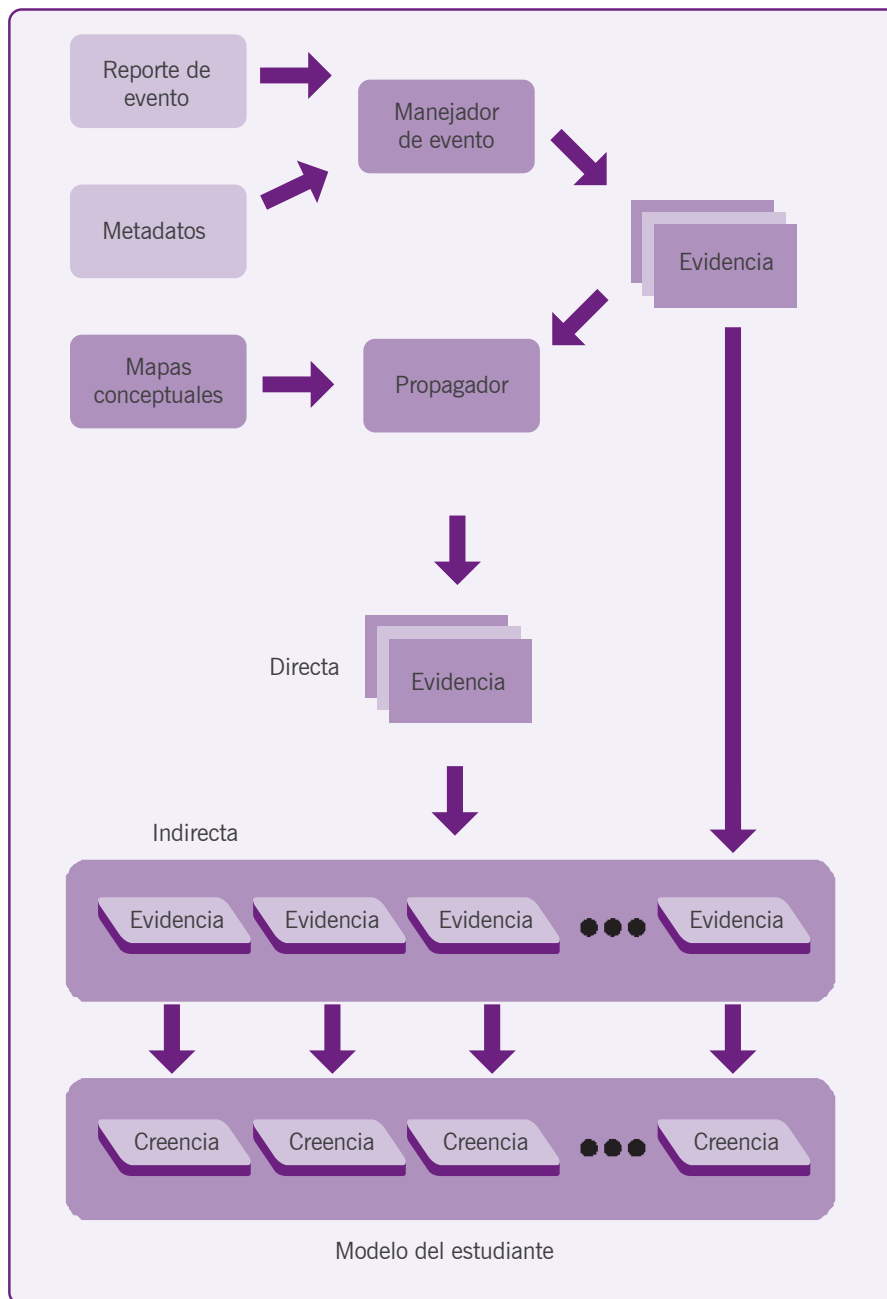 Reporte de
evento
Manejador
de evento
Metadatos
Evidencia
Mapas
conceptuales
Propagador
Directa
Evidencia
Indirecta
Evidencia
Evidencia
Evidencia
Evidencia
Creencia
Creencia
Creencia
Creencia
Modelo del estudiante